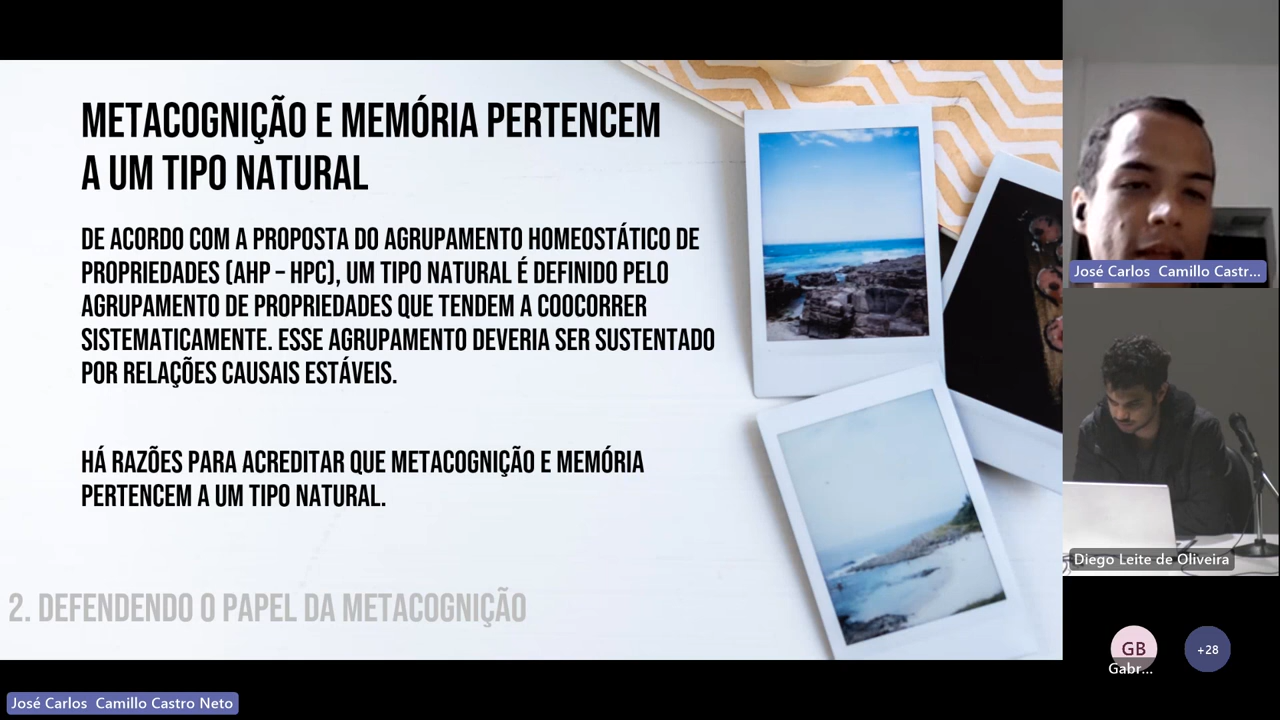 METACOGNIÇÃO E MEMÓRIA PERTENCEM
A UM TIPO NATURAL
DE ACORDO COM A PROPOSTA DO AGRUPAMENTO HOMEOSTÁTICO DE
PROPRIEDADES (AHP – HPC), UM TIPO NATURAL É DEFINIDO PELO
AGRUPAMENTO DE PROPRIEDADES QUE TENDEM A COOCORRER
SISTEMATICAMENTE. ESSE AGRUPAMENTO DEVERIA SER SUSTENTADO
POR RELAÇÕES CAUSAIS ESTÁVEIS.
HÁ RAZÕES PARA ACREDITAR QUE METACOGNIÇÃO E MEMÓRIA
PERTENCEM A UM TIPO NATURAL.
2. DEFENDENDO O PAPEL DA METACOGNIÇÃO
José Carlos Camillo Castr...
Diego Leite de Oliveira
GB
Gabr...
+28
José Carlos Camillo Castro Neto